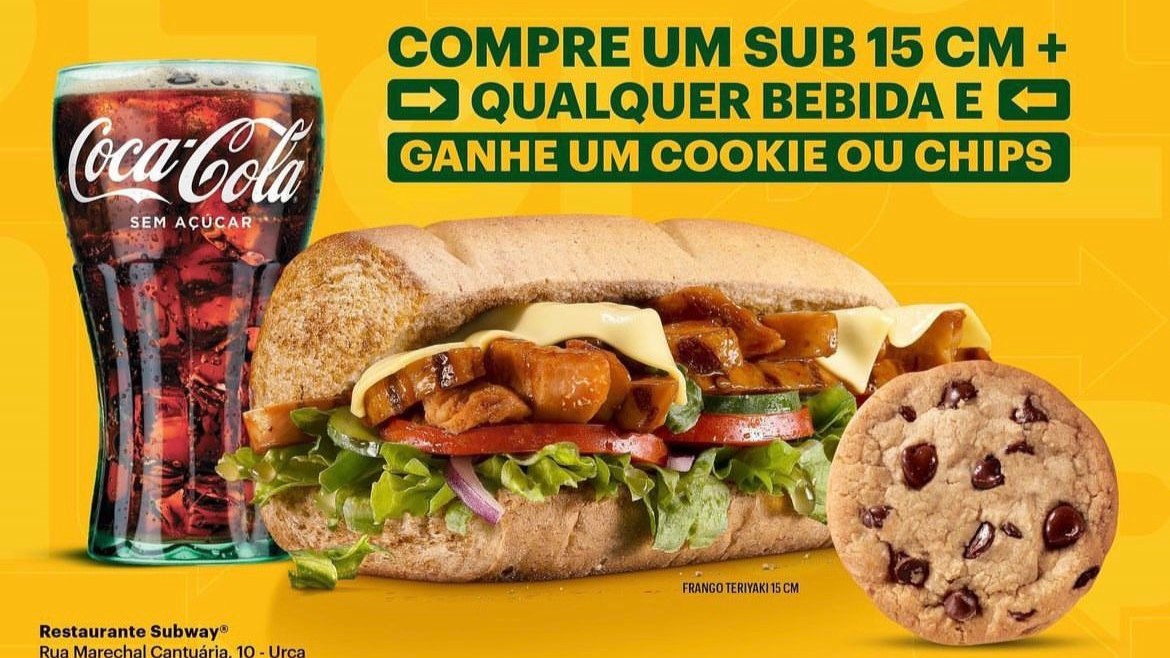 COMPRE UM SUB 15 CM +
QUALQUER BEBIDA E
GANHE UM COOKIE OU CHIPS
Coca-Cola
SEM AÇÚCAR
FRANGO TERIYAKI 15 CM
Restaurante Subway®
Rua Marechal Cantuária, 10 - Urca